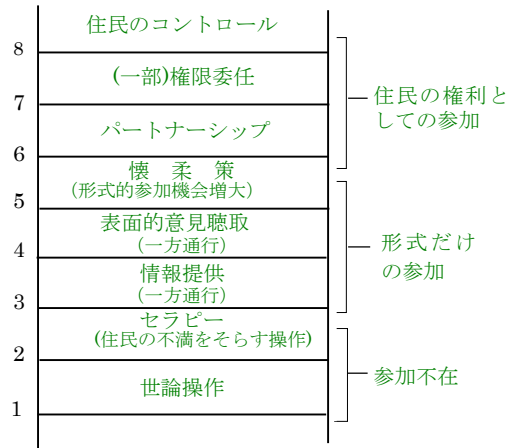 住民のコントロール
8
(一部)権限委任
7
パートナーシップ
6
懐　柔　策
(形式的参加機会増大)
5
表面的意見聴取
(一方通行)
4
情報提供
(一方通行)
3
セラピー
(住民の不満をそらす操作)
2
世論操作
1
住民の権利と
しての参加
形式だけ
の参加
参加不在